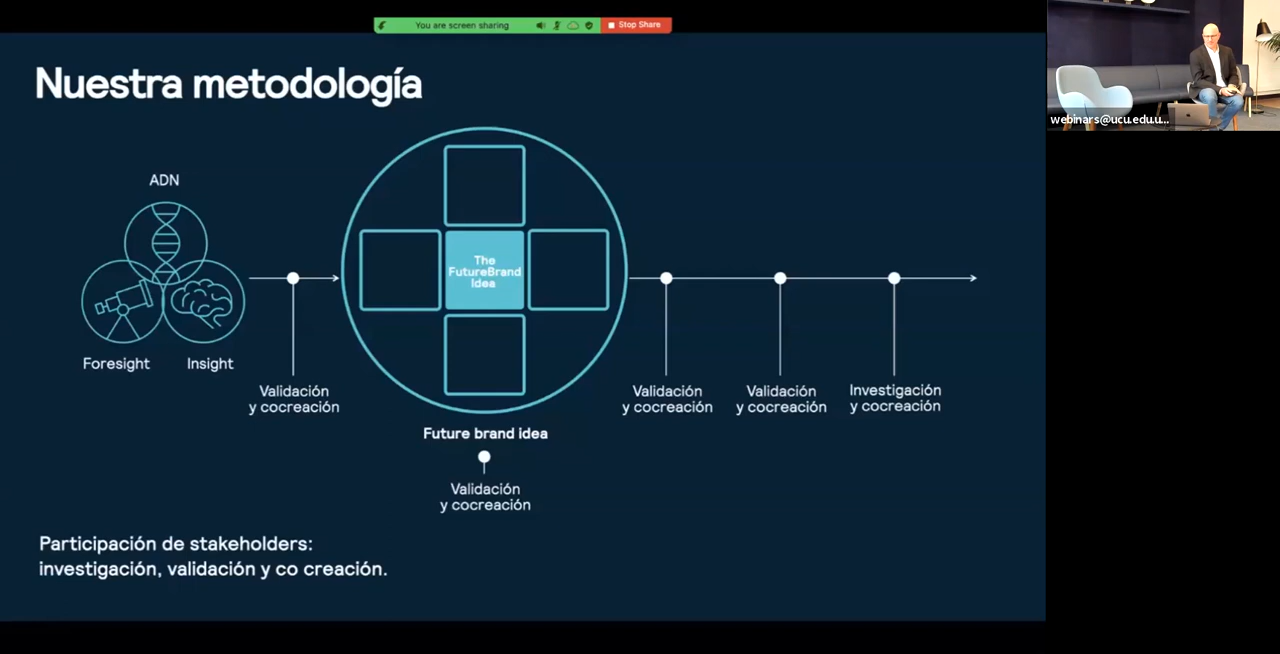 You are screen sharing
Stop Share
webinars@ucu.edu.u...
Nuestra metodología
ADN
Foresight
Insight
Validación
y cocreación
The
FutureBrand
Idea
Future brand idea
Validación
y cocreación
Validación
y cocreación
Validación
y cocreación
Investigación
y cocreación
Participación de stakeholders:
investigación, validación y co creación.